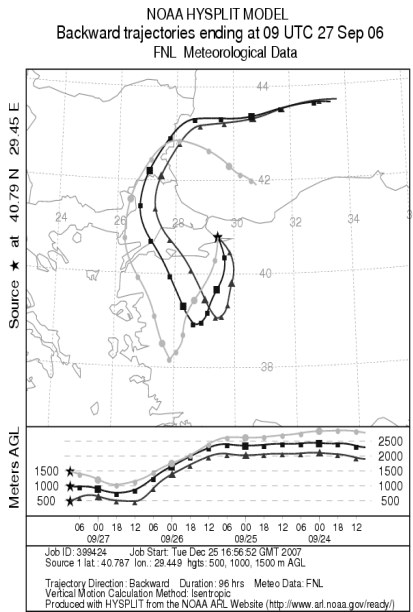 NOAA HYSPLIT MODEL
Backward trajectories ending at 09 UTC 27 Sep 06
FNL Meteorological Data
Source ★ at 40.79 N 29.45 E
44
42
24
26
28
30
32
34
3
40
38
Meters AGL
1500
1000
500
2500
2000
1500
1000
500
06 00 18 12 06 00 18 12 06 00 18 12 06 00 18 12
09/27 09/26 09/25 09/24
Job ID: 399424 Job Start: Tue Dec 25 16:56:52 GMT 2007
Source 1 lat.: 40.787 lon.: 29.449 hgts: 500, 1000, 1500 m AGL
Trajectory Direction: Backward Duration: 96 hrs Meteo Data: FNL
Vertical Motion Calculation Method: Isentropic
Produced with HYSPLIT from the NOAA ARL Website (http://www.arl.noaa.gov/ready/)